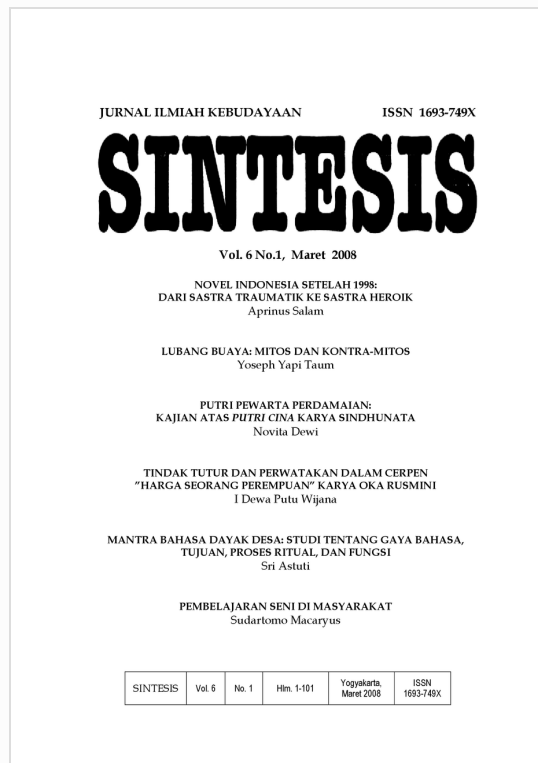 JURNAL ILMIAH KEBUDAYAAN ISSN 1693-749X
SINTESIS
Vol. 6 No.1, Maret 2008
NOVEL INDONESIA SETELAH 1998:
DARI SASTRA TRAUMATIK KE SASTRA HEROIK
Aprinus Salam
LUBANG BUAYA: MITOS DAN KONTRA-MITOS
Yoseph Yapi Taum
PUTRI PEWARTA PERDAMAIAN:
KAJIAN ATAS PUTRI CINA KARYA SINDHUNATA
Novita Dewi
TINDAK TUTUR DAN PERWATAKAN DALAM CERPEN
"HARGA SEORANG PEREMPUAN" KARYA OKA RUSMINI
I Dewa Putu Wijana
MANTRA BAHASA DAYAK DESA: STUDI TENTANG GAYA BAHASA,
TUJUAN, PROSES RITUAL, DAN FUNGSI
Sri Astuti
PEMBELAJARAN SENI DI MASYARAKAT
Sudartomo Macaryus
SINTESIS Vol. 6 No. 1 Hlm. 1-101 Yogyakarta, ISSN
Maret 2008 1693-749X